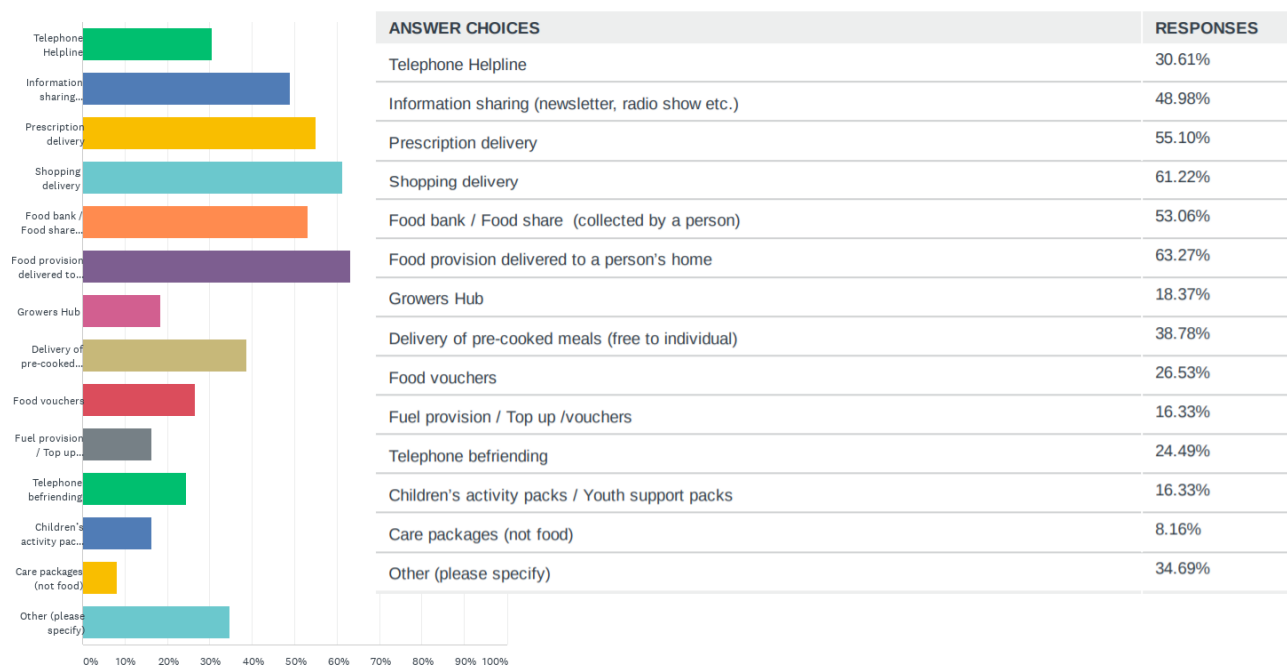 Telephone
Helpline
Information
sharing...
Prescription
delivery
Shopping
delivery
Food bank /
Food share...
Food provision
delivered to...
Growers Hub
Delivery of
pre-cooked...
Food vouchers
Fuel provision
/ Top up...
Telephone
befriending
Children's
activity pac...
Care packages
(not food)
Other (please
specify)
0% 10% 20% 30% 40% 50% 60% 70% 80% 90% 100%
ANSWER CHOICES RESPONSES
Telephone Helpline 30.61%
Information sharing (newsletter, radio show etc.) 48.98%
Prescription delivery 55.10%
Shopping delivery 61.22%
Food bank / Food share (collected by a person) 53.06%
Food provision delivered to a person's home 63.27%
Growers Hub 18.37%
Delivery of pre-cooked meals (free to individual) 38.78%
Food vouchers 26.53%
Fuel provision / Top up /vouchers 16.33%
Telephone befriending 24.49%
Children's activity packs / Youth support packs 16.33%
Care packages (not food) 8.16%
Other (please specify) 34.69%